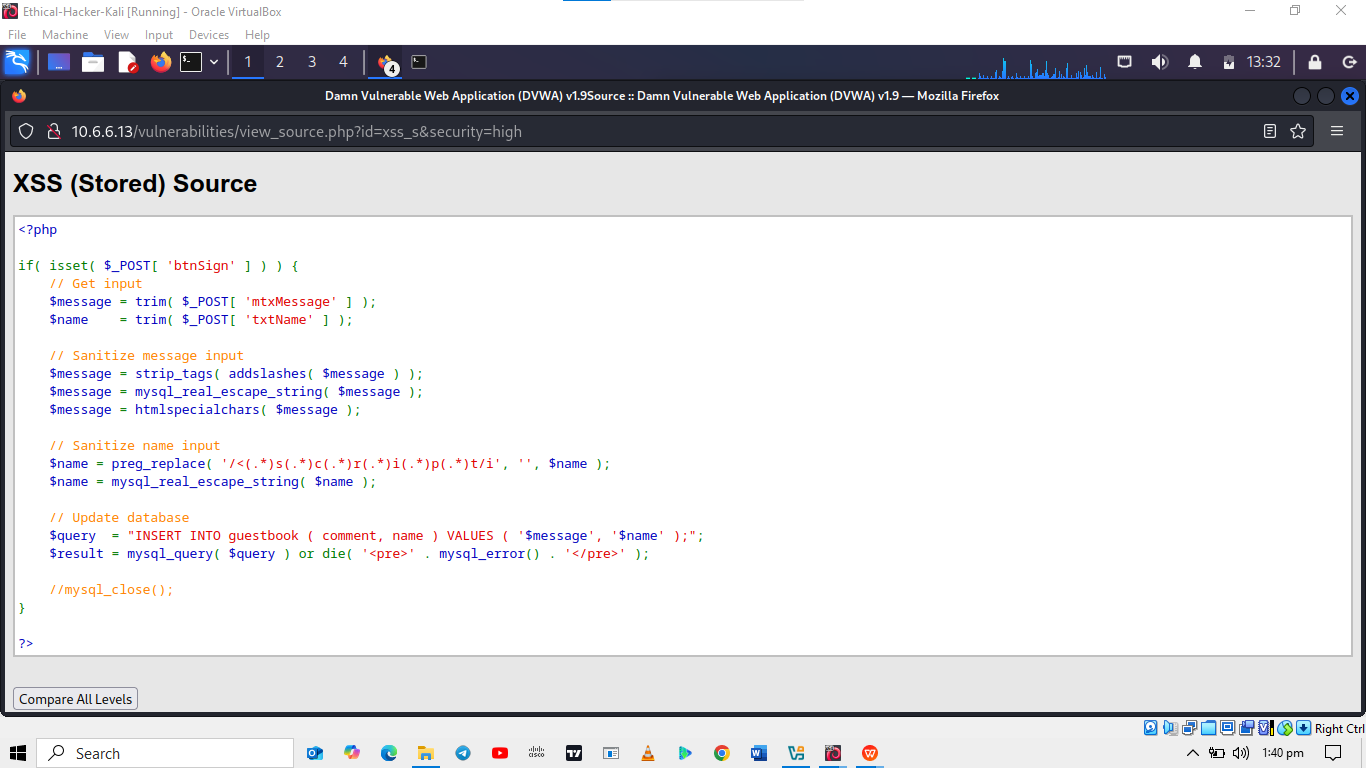 Ethical-Hacker-Kali [Running] - Oracle VirtualBox
File Machine View Input Devices Help
1 2 3 4 4 13:32
Damn Vulnerable Web Application (DVWA) v1.9Source :: Damn Vulnerable Web Application (DVWA) v1.9 — Mozilla Firefox
10.6.6.13/vulnerabilities/view_source.php?id=xss_s&security=high
XSS (Stored) Source
<?php
if( isset( $_POST[ 'btnSign' ] ) ) {
    // Get input
    $message = trim( $_POST[ 'mtxMessage' ] );
    $name    = trim( $_POST[ 'txtName' ] );
    // Sanitize message input
    $message = strip_tags( addslashes( $message ) );
    $message = mysql_real_escape_string( $message );
    $message = htmlspecialchars( $message );
    // Sanitize name input
    $name = preg_replace( '/<(.*)s(.*)c(.*)r(.*)i(.*)p(.*)t/i', '', $name );
    $name = mysql_real_escape_string( $name );
    // Update database
    $query  = "INSERT INTO guestbook ( comment, name ) VALUES ( '$message', '$name' );";
    $result = mysql_query( $query ) or die( '<pre>' . mysql_error() . '</pre>' );
    //mysql_close();
}
?>
Compare All Levels
Right Ctrl
Search 1:40 pm